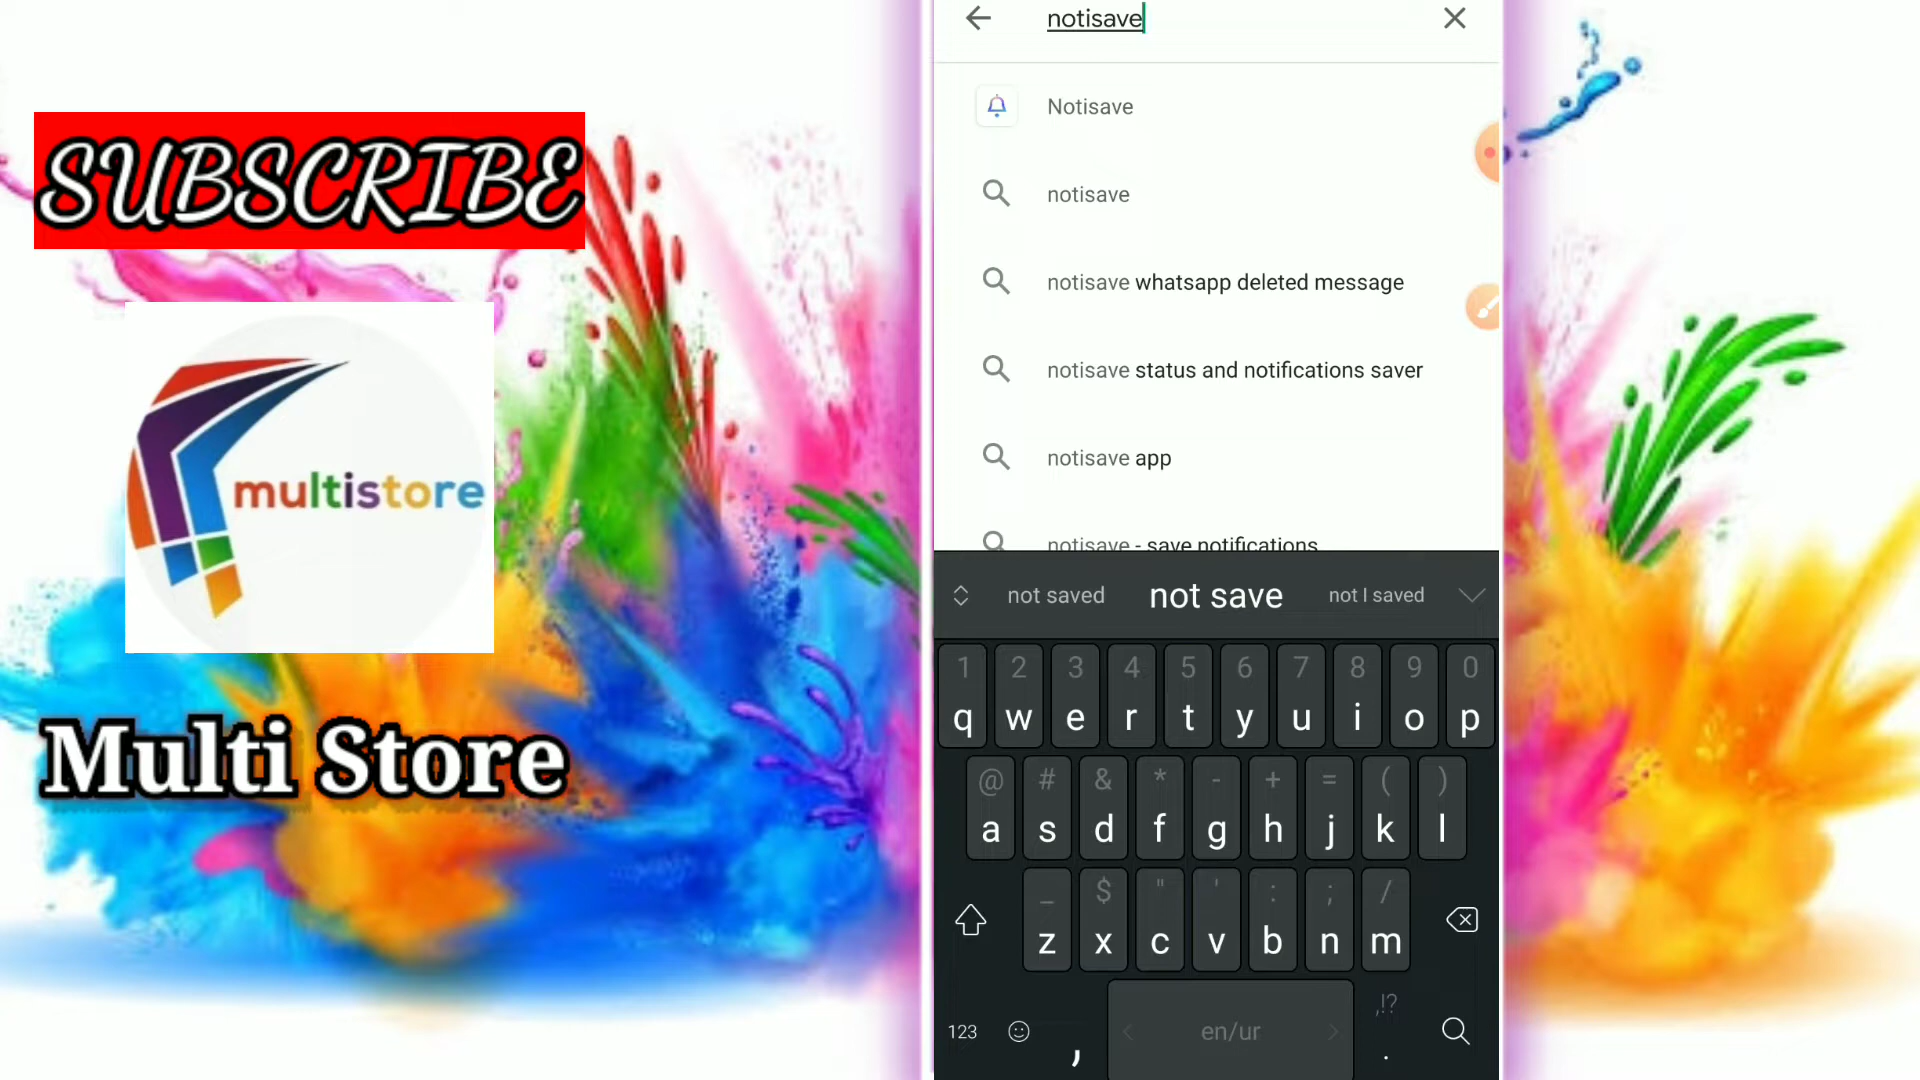 SUBSCRIBE
multistore
Multi Store
notisave
Notisave
notisave
notisave whatsapp deleted message
notisave status and notifications saver
notisave app
notisave - save notifications
not saved not save not I saved
1 2 3 4 5 6 7 8 9 0
q w e r t y u i o p
@ # & * - + = ( )
a s d f g h j k l
_ $ " ' : ; /
z x c v b n m
,!?
123 , en/ur .